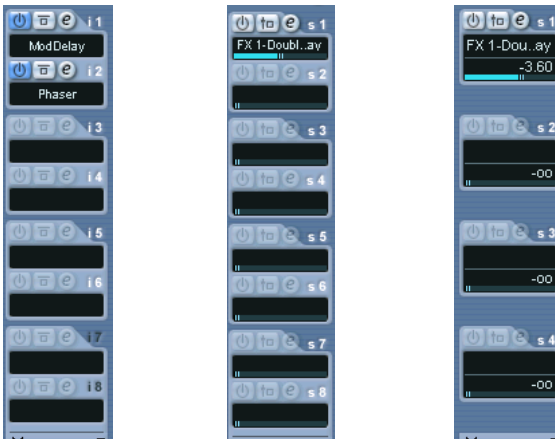 i 1
ModDelay
i 2
Phaser
i 3
i 4
i 5
i 6
i 7
i 8
s 1
FX 1-Doubl..ay
s 2
s 3
s 4
s 5
s 6
s 7
s 8
s 1
FX 1-Dou..ay
-3.60
s 2
-oo
s 3
-oo
s 4
-oo